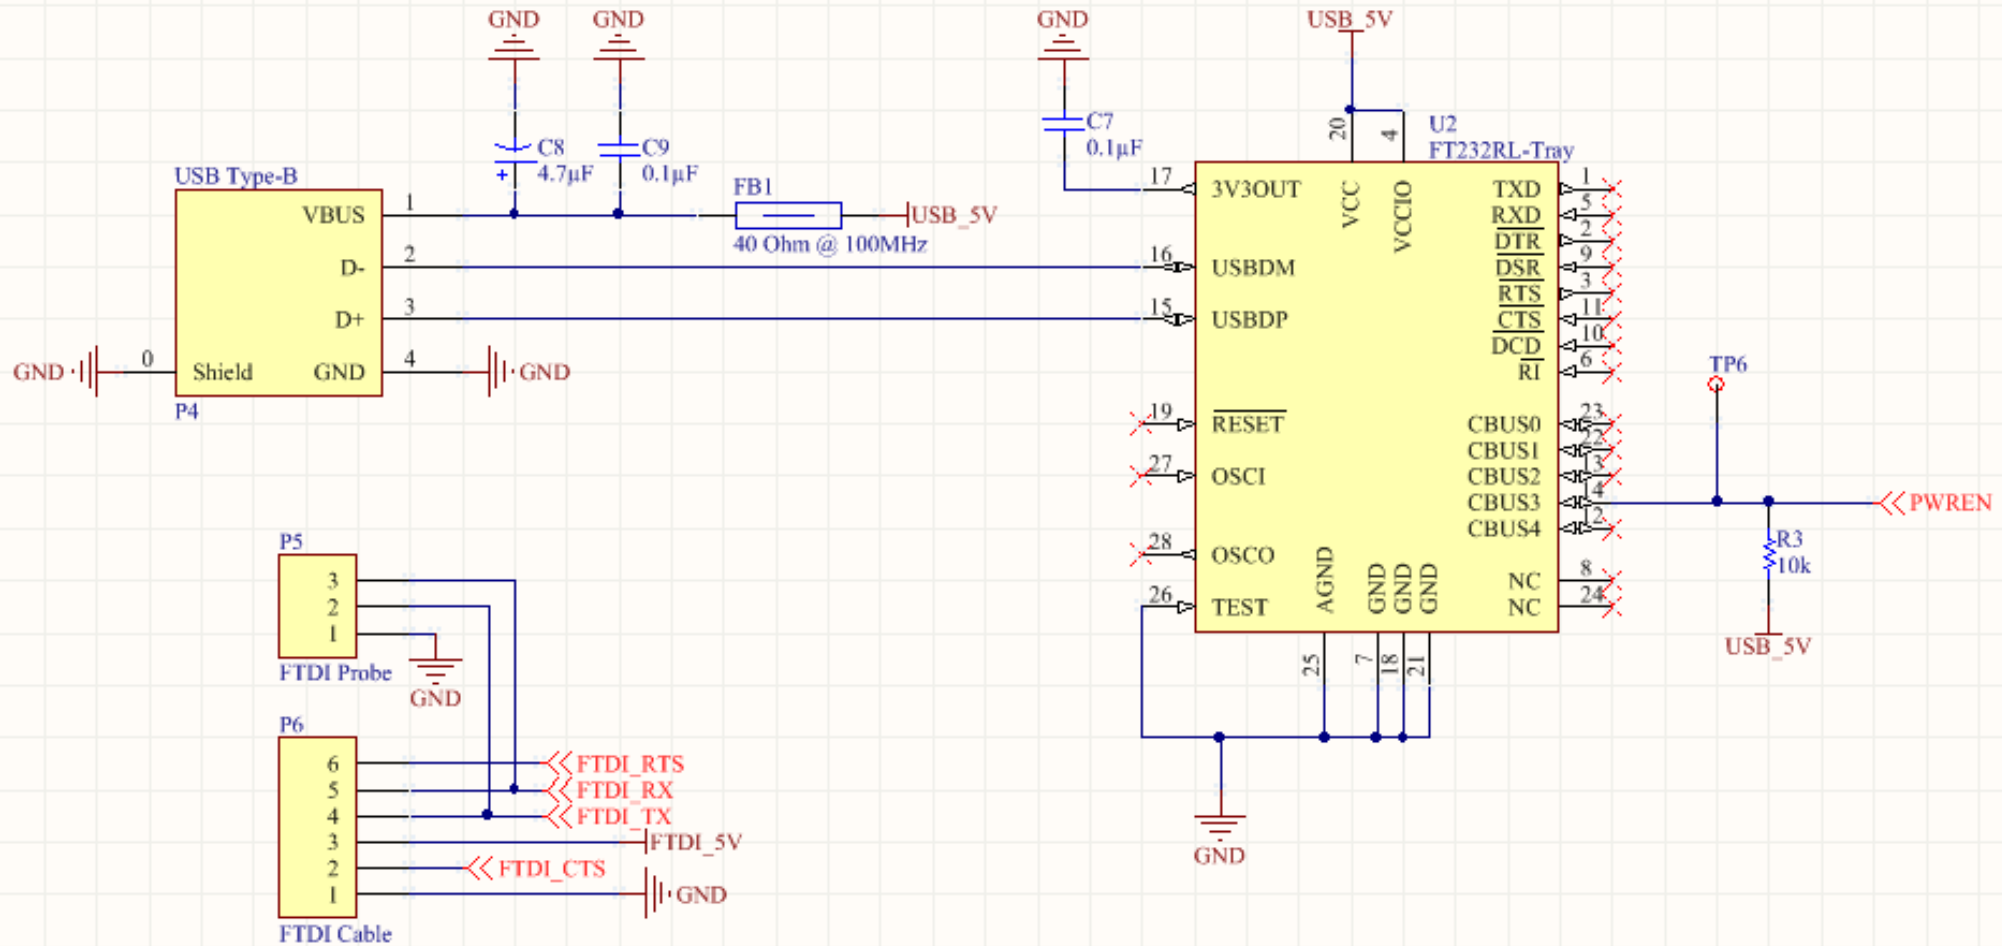 GND
GND
GND
USB_5V
C8
4.7µF
+
C9
0.1µF
C7
0.1µF
20
4
U2
FT232RL-Tray
USB Type-B
VBUS
1
D-
2
D+
3
0
Shield
GND
4
GND
GND
P4
FB1
40 Ohm @ 100MHz
USB_5V
17
3V3OUT
16
USBDM
15
USBDP
19
RESET
27
OSCI
28
OSCO
26
TEST
VCC
VCCIO
TXD
1
RXD
5
DTR
2
DSR
9
RTS
3
CTS
11
DCD
10
RI
6
CBUS0
23
CBUS1
22
CBUS2
13
CBUS3
14
CBUS4
12
NC
8
NC
24
AGND
GND
GND
GND
25
7
18
21
GND
TP6
PWREN
R3
10k
USB_5V
P5
3
2
1
FTDI Probe
GND
P6
6
FTDI_RTS
5
FTDI_RX
4
FTDI_TX
3
FTDI_5V
2
FTDI_CTS
1
GND
FTDI Cable